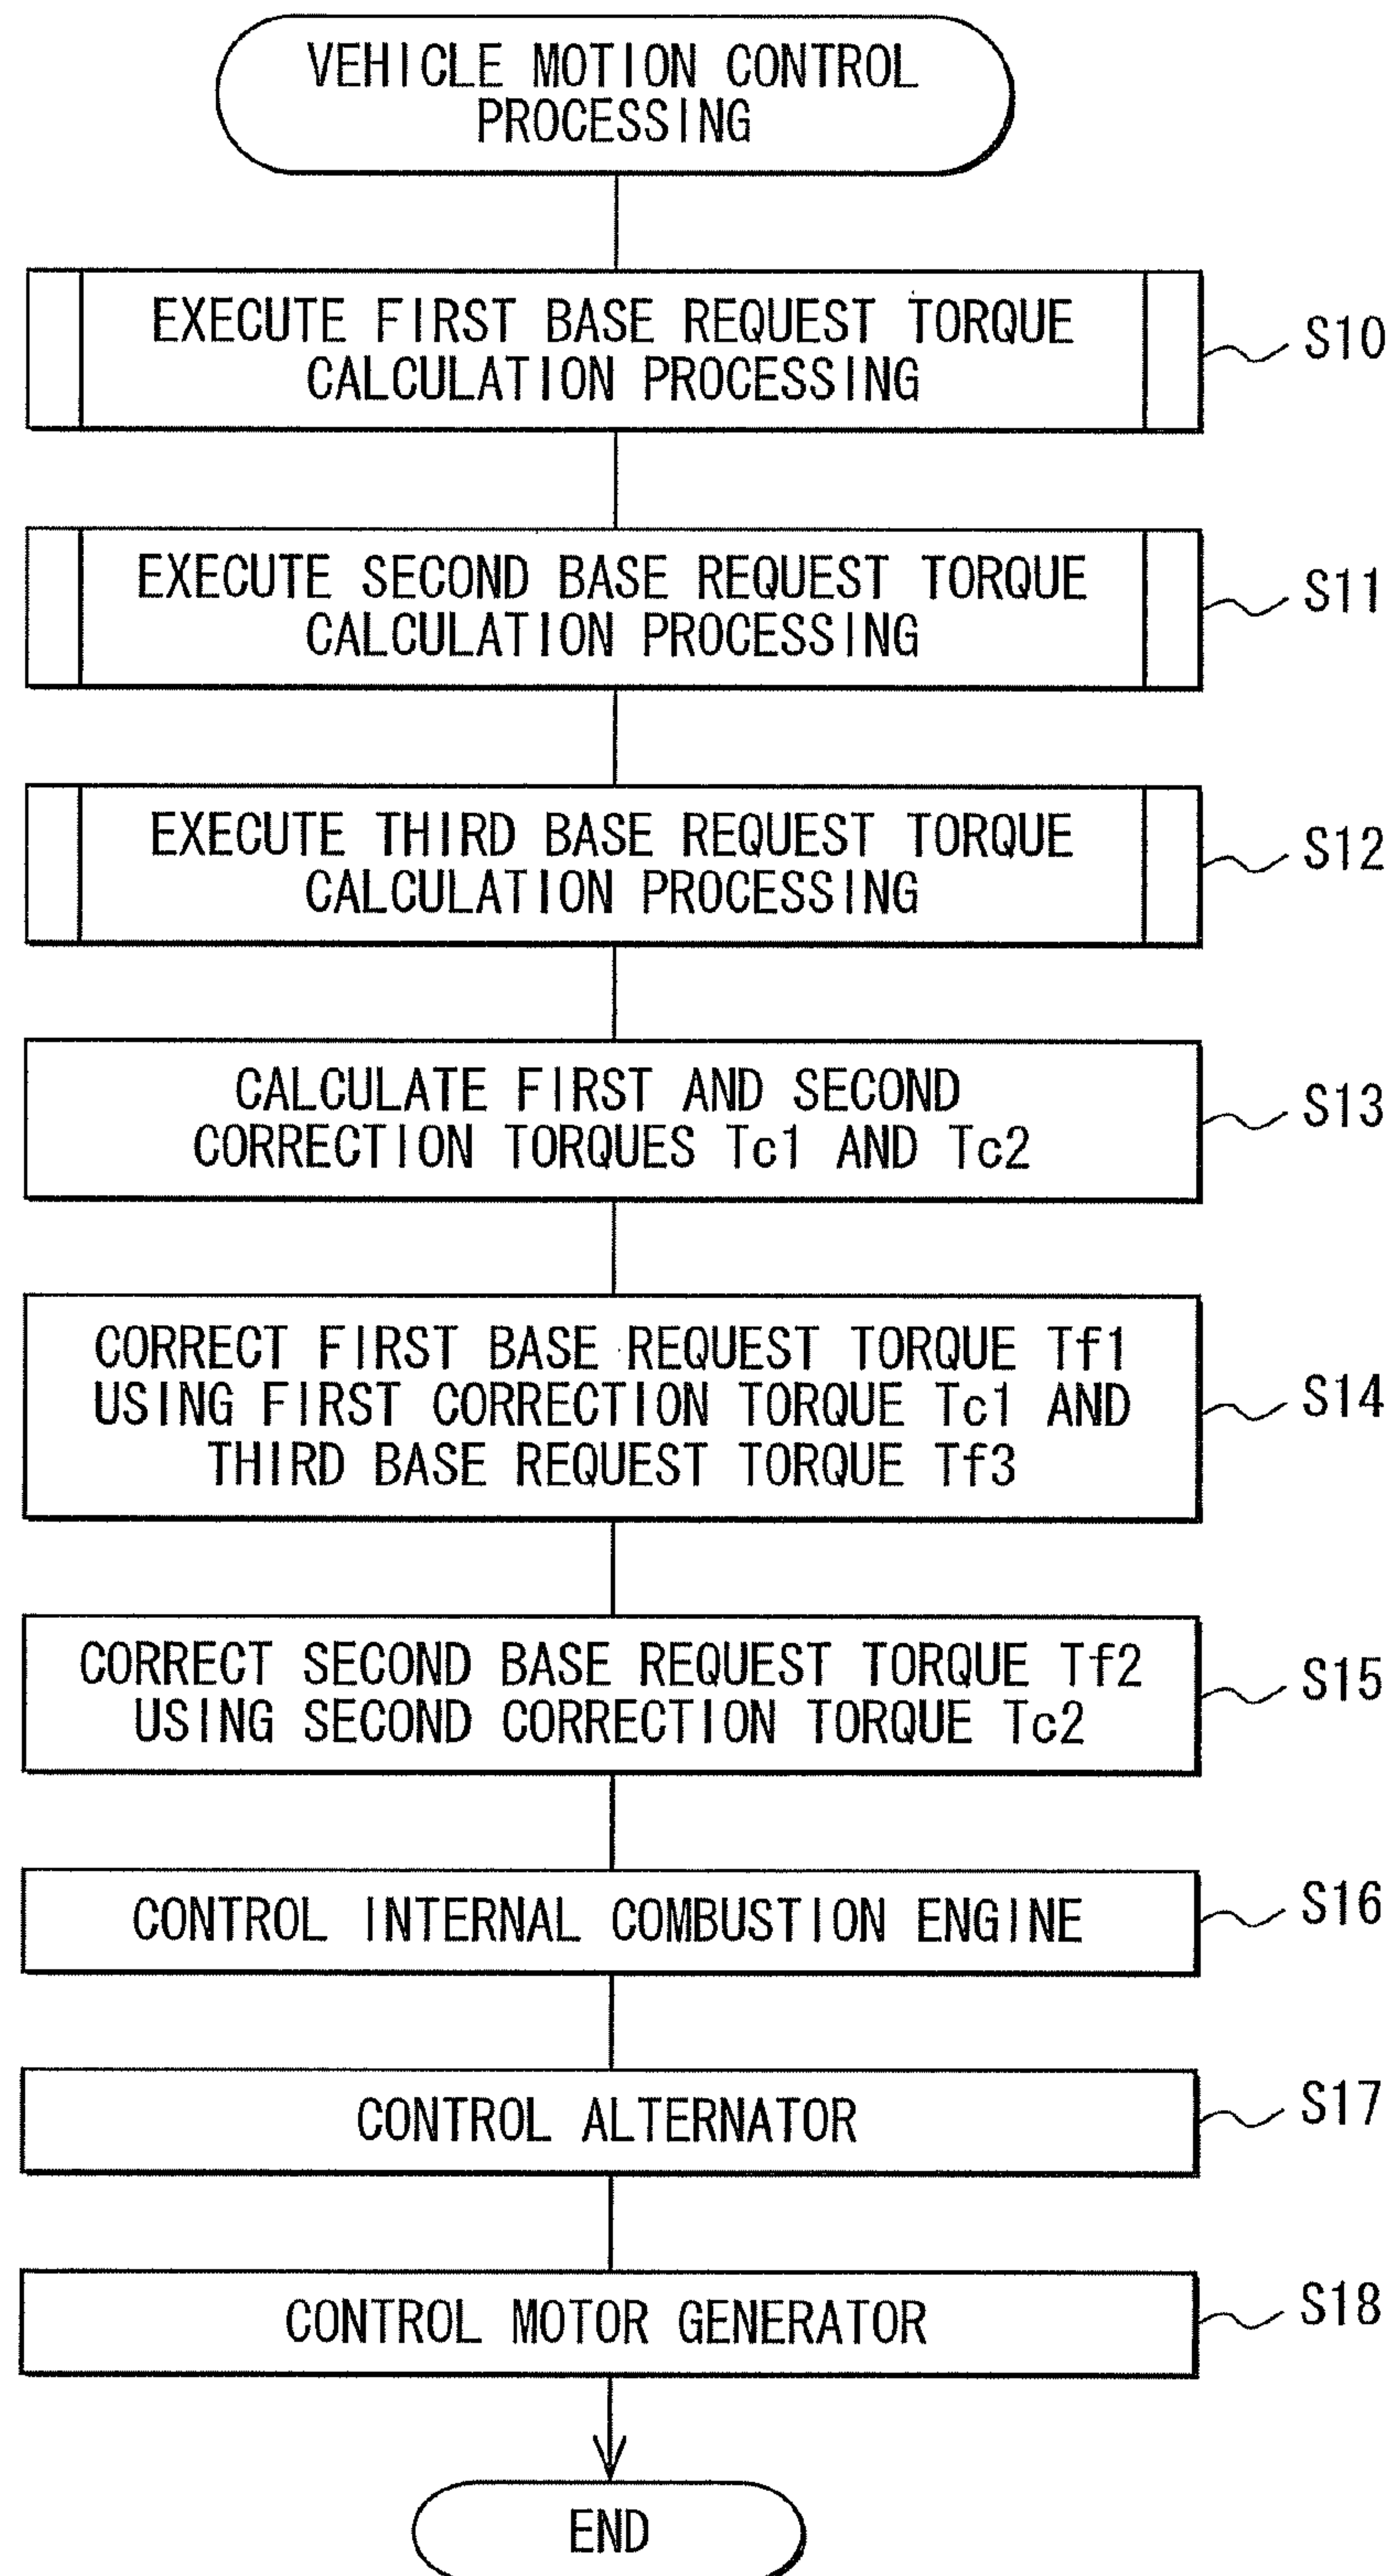 VEHICLE MOTION CONTROL
PROCESSING
EXECUTE FIRST BASE REQUEST TORQUE
CALCULATION PROCESSING
S10
EXECUTE SECOND BASE REQUEST TORQUE
CALCULATION PROCESSING
S11
EXECUTE THIRD BASE REQUEST TORQUE
CALCULATION PROCESSING
S12
CALCULATE FIRST AND SECOND
CORRECTION TORQUES Tc1 AND Tc2
S13
CORRECT FIRST BASE REQUEST TORQUE Tf1
USING FIRST CORRECTION TORQUE Tc1 AND
THIRD BASE REQUEST TORQUE Tf3
S14
CORRECT SECOND BASE REQUEST TORQUE Tf2
USING SECOND CORRECTION TORQUE Tc2
S15
CONTROL INTERNAL COMBUSTION ENGINE
S16
CONTROL ALTERNATOR
S17
CONTROL MOTOR GENERATOR
S18
END